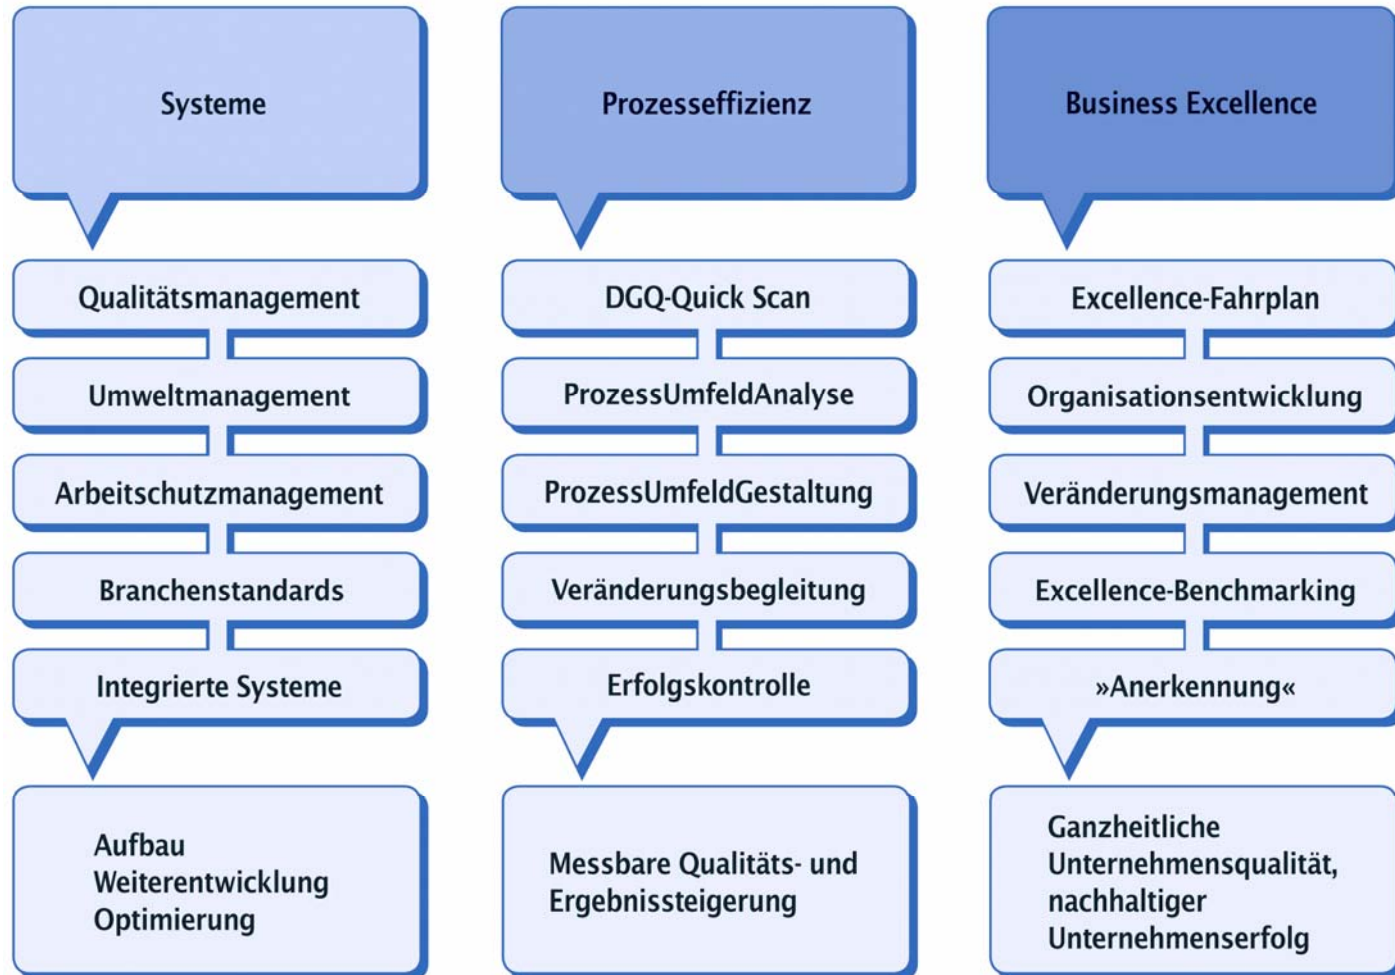 Systeme
Qualitätsmanagement
Umweltmanagement
Arbeitschutzmanagement
Branchenstandards
Integrierte Systeme
Aufbau
Weiterentwicklung
Optimierung
Prozesseffizienz
DGQ-Quick Scan
ProzessUmfeldAnalyse
ProzessUmfeldGestaltung
Veränderungsbegleitung
Erfolgskontrolle
Messbare Qualitäts- und
Ergebnissteigerung
Business Excellence
Excellence-Fahrplan
Organisationsentwicklung
Veränderungsmanagement
Excellence-Benchmarking
»Anerkennung«
Ganzheitliche
Unternehmensqualität,
nachhaltiger
Unternehmenserfolg